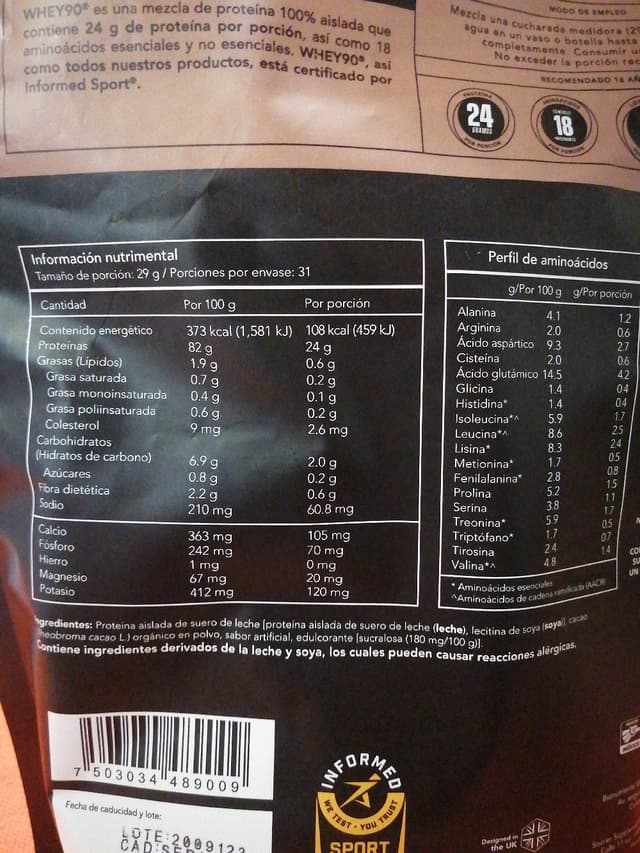 WHEY90® es una mezcla de proteína 100% aislada que
contiene 24 g de proteína por porción, así como 18
aminoácidos esenciales y no esenciales. WHEY90®, así
como todos nuestros productos, está certificado por
Informed Sport®.
MODO DE EMPLEO
Mezcla una cucharada medidora
agua en un vaso o botella hasta
completamente. Consumir
No exceder la porción
RECOMENDADO
PROTEÍNA
24
GRAMOS
POR PORCIÓN
18
POR PORCIÓN
Información nutrimental
Tamaño de porción: 29 g / Porciones por envase: 31
Cantidad Por 100 g Por porción
Contenido energético 373 kcal (1,581 kJ) 108 kcal (459 kJ)
Proteínas 82 g 24 g
Grasas (Lípidos) 1.9 g 0.6 g
Grasa saturada 0.7 g 0.2 g
Grasa monoinsaturada 0.4 g 0.1 g
Grasa poliinsaturada 0.6 g 0.2 g
Colesterol 9 mg 2.6 mg
Carbohidratos
(Hidratos de carbono) 6.9 g 2.0 g
Azúcares 0.8 g 0.2 g
Fibra dietética 2.2 g 0.6 g
Sodio 210 mg 60.8 mg
Calcio 363 mg 105 mg
Fósforo 242 mg 70 mg
Hierro 1 mg 0 mg
Magnesio 67 mg 20 mg
Potasio 412 mg 120 mg
Perfil de aminoácidos
g/Por 100 g g/Por porción
Alanina 4.1 1.2
Arginina 2.0 0.6
Ácido aspártico 9.3 2.7
Cisteína 2.0 0.6
Ácido glutámico 14.5 4.2
Glicina 1.4 0.4
Histidina* 1.4 0.4
Isoleucina*^ 5.9 1.7
Leucina*^ 8.6 2.5
Lisina* 8.3 2.4
Metionina* 1.7 0.5
Fenilalanina* 2.8 0.8
Prolina 5.2 1.5
Serina 3.8 1.1
Treonina* 5.9 1.7
Triptófano* 1.7 0.5
Tirosina 2.4 0.7
Valina*^ 4.8 1.4
* Aminoácidos esenciales
^Aminoácidos de cadena ramificada (AACR)
CO
SU
UN
ngredientes: Proteína aislada de suero de leche [proteína aislada de suero de leche (leche), lecitina de soya (soya)], cacao
heobroma cacao L.) orgánico en polvo, sabor artificial, edulcorante [sucralosa (180 mg/100 g)].
Contiene ingredientes derivados de la leche y soya, los cuales pueden causar reacciones alérgicas.
7 503034 489009
Fecha de caducidad y lote:
LOTE:2009123
CAD:SEP
INFORMED
WE TEST · YOU TRUST
SPORT
Designed in
the UK